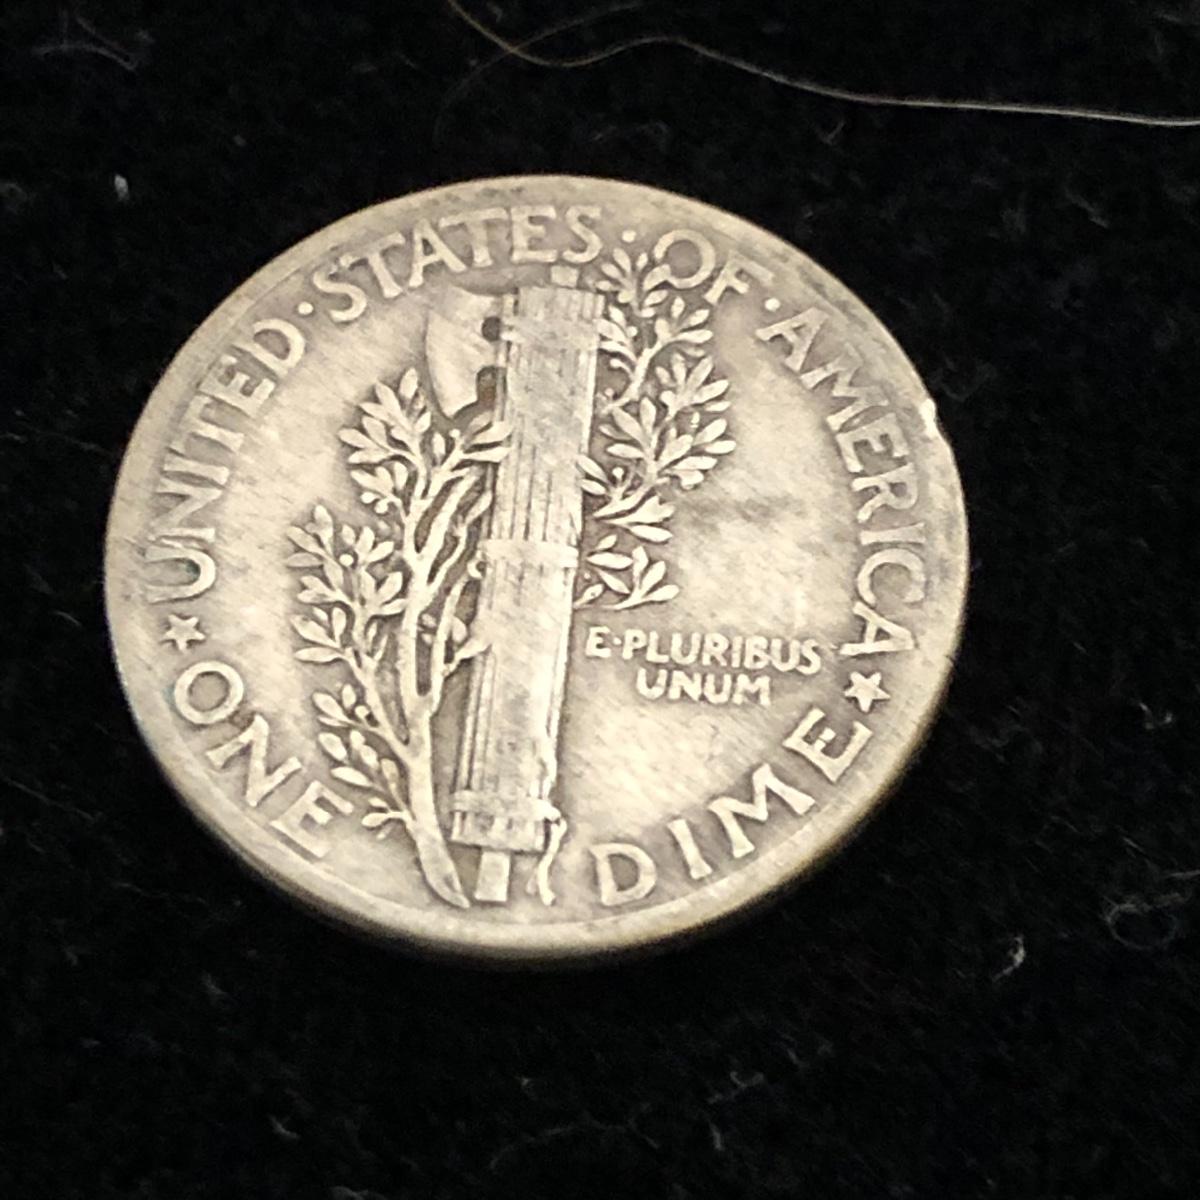 UNITED·STATES·OF·AMERICA
E·PLURIBUS
UNUM
ONE DIME